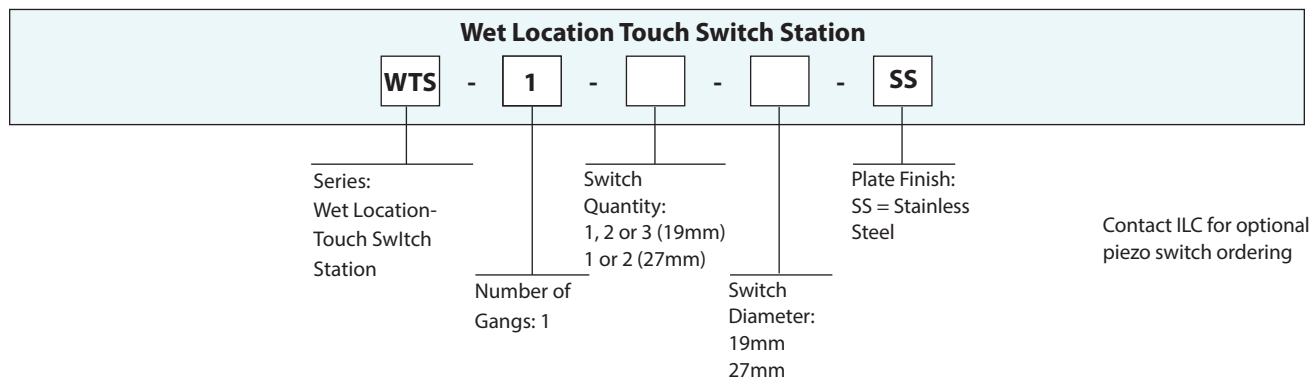 Wet Location Touch Switch Station
WTS - 1 - - - SS
Series:
Wet Location-
Touch SwItch
Station
Number of
Gangs: 1
Switch
Quantity:
1, 2 or 3 (19mm)
1 or 2 (27mm)
Switch
Diameter:
19mm
27mm
Plate Finish:
SS = Stainless
Steel
Contact ILC for optional
piezo switch ordering